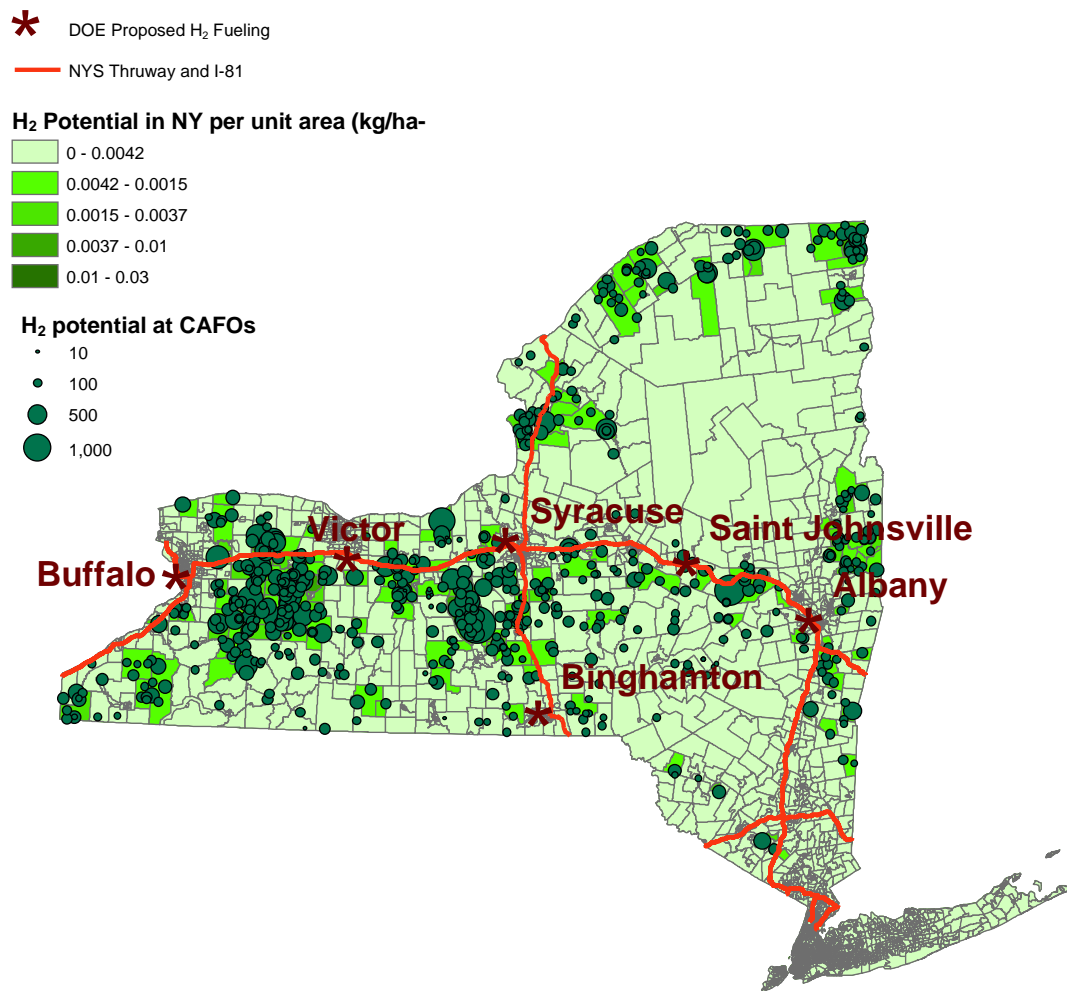 DOE Proposed H₂ Fueling
NYS Thruway and I-81
H₂ Potential in NY per unit area (kg/ha-
0 - 0.0042
0.0042 - 0.0015
0.0015 - 0.0037
0.0037 - 0.01
0.01 - 0.03
H₂ potential at CAFOs
10
100
500
1,000
Syracuse
Victor
Saint Johnsville
Buffalo
Albany
Binghamton